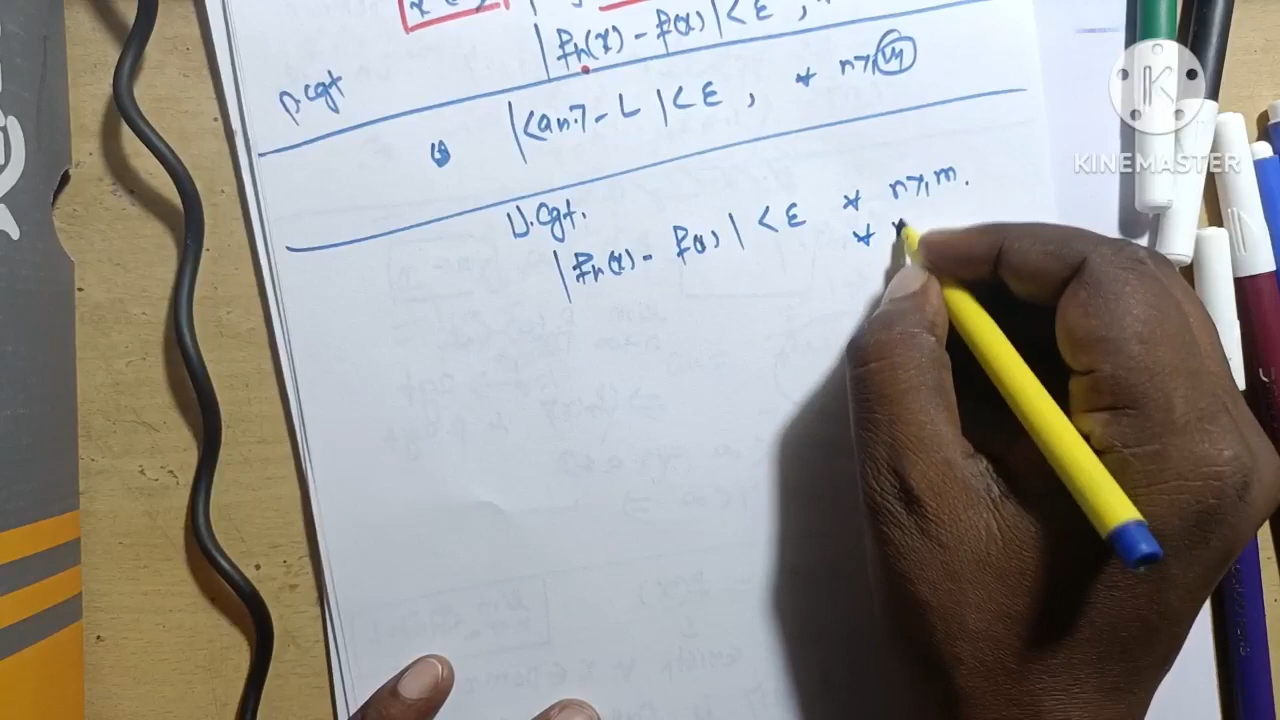 |fn(x) - f(x)| < ε ,
p.cgt
|<an> - L| < ε , ∀ n ≥ m
U.cgt.
|fn(x) - f(x)| < ε ∀ n ≥ m.
∀
KINEMASTER